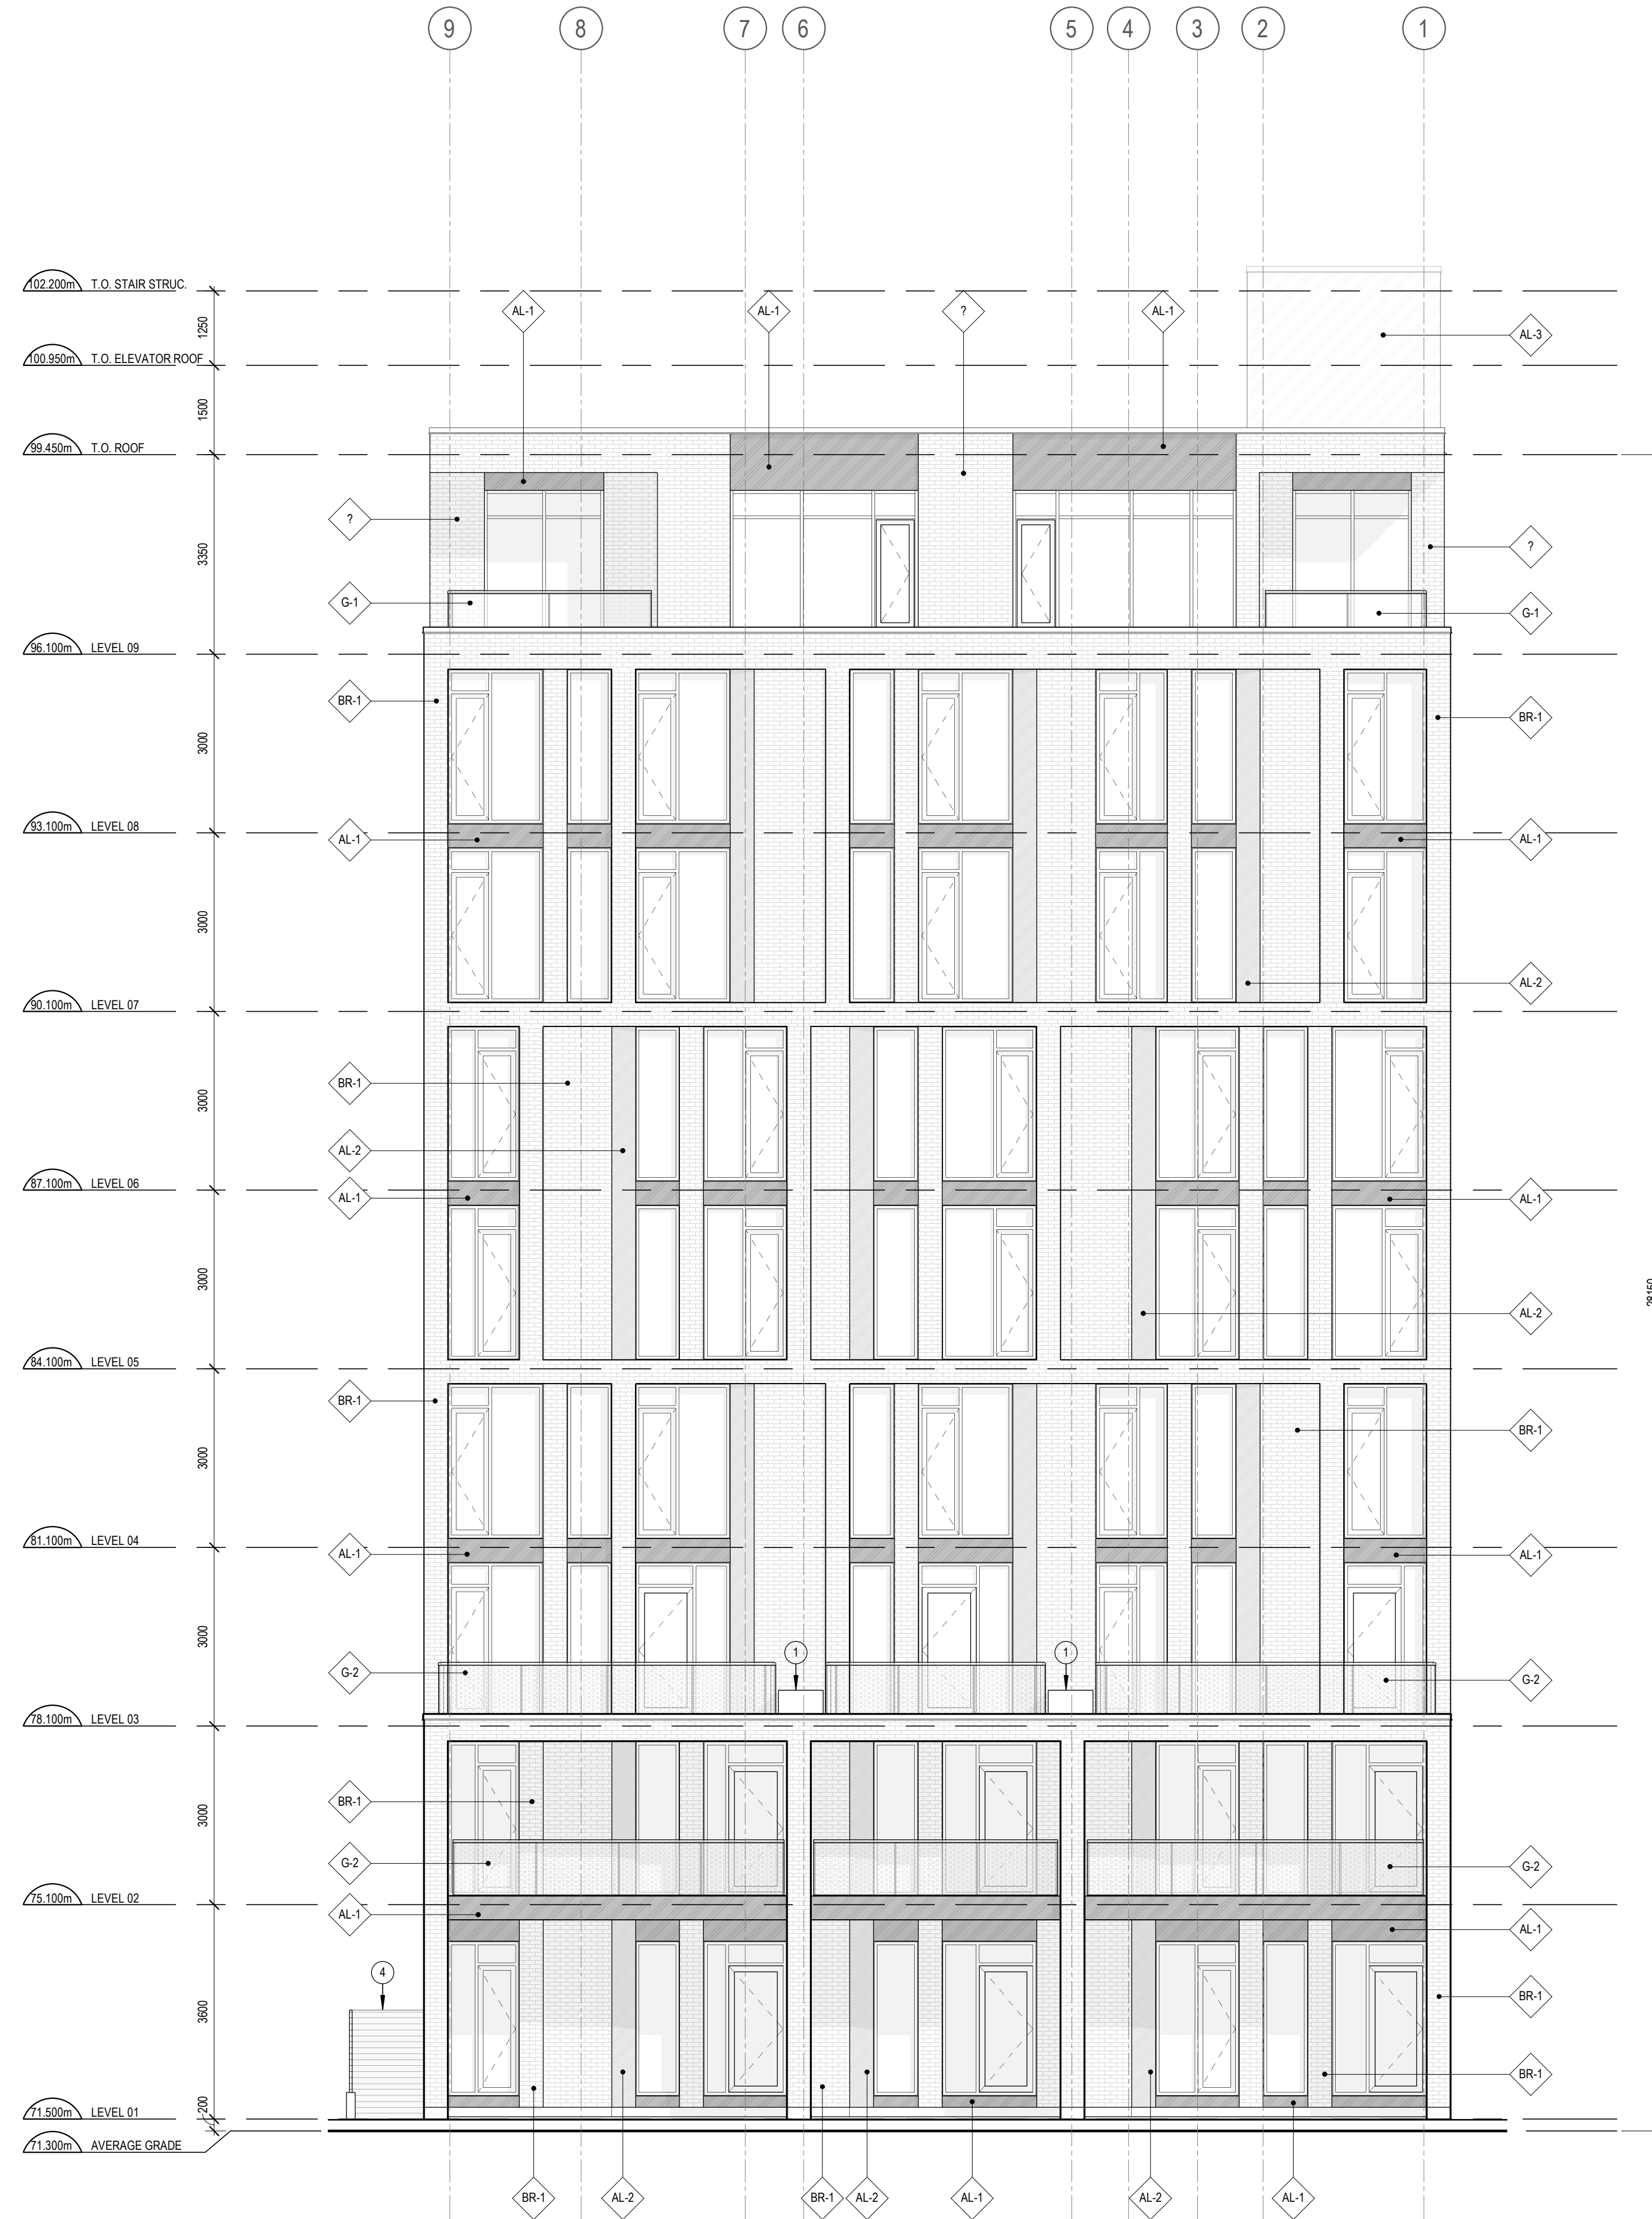 9 8 7 6 5 4 3 2 1
102.200m T.O. STAIR STRUC.
AL-1 AL-1 ? AL-1
1250
AL-3
100.950m T.O. ELEVATOR ROOF
1500
99.450m T.O. ROOF
?
?
3350
G-1
G-1
96.100m LEVEL 09
BR-1
BR-1
3000
93.100m LEVEL 08
AL-1
AL-1
3000
AL-2
90.100m LEVEL 07
BR-1
3000
AL-2
87.100m LEVEL 06
AL-1
AL-1
3000
28150
AL-2
84.100m LEVEL 05
BR-1
BR-1
3000
81.100m LEVEL 04
AL-1
AL-1
3000
1 1
G-2
G-2
78.100m LEVEL 03
BR-1
3000
G-2
G-2
75.100m LEVEL 02
AL-1
AL-1
4
BR-1
3600
BR-1
71.500m LEVEL 01
200
71.300m AVERAGE GRADE
BR-1 AL-2 BR-1 AL-2 AL-1 AL-2 AL-1